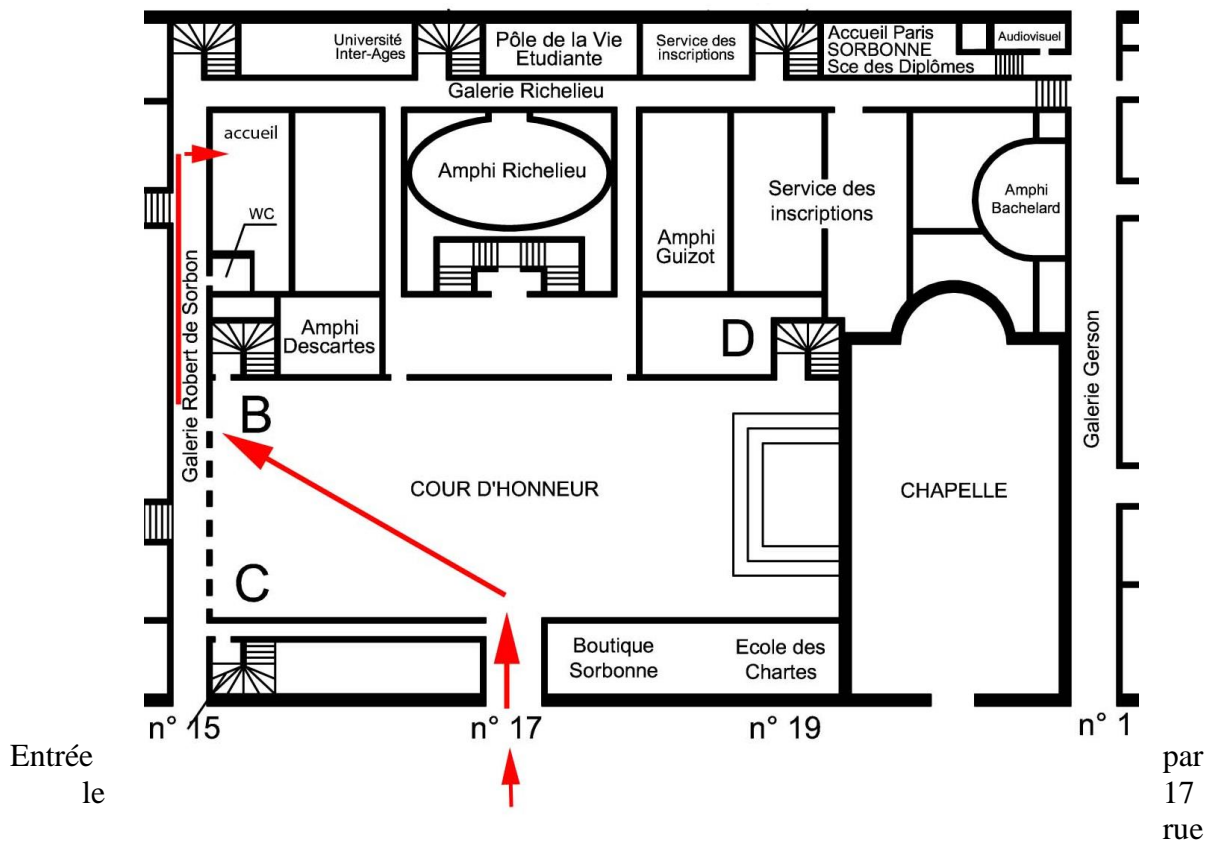 Université
Inter-Ages
Pôle de la Vie
Etudiante
Service des
inscriptions
Accueil Paris
SORBONNE
Sce des Diplômes
Audiovisuel
Galerie Richelieu
accueil
WC
Amphi Richelieu
Amphi
Guizot
Service des
inscriptions
Amphi
Bachelard
Galerie Robert de Sorbon
Amphi
Descartes
D
B
COUR D'HONNEUR
CHAPELLE
Galerie Gerson
C
Boutique
Sorbonne
Ecole des
Chartes
n° 15
n° 17
n° 19
n° 1
Entrée par
le 17
rue